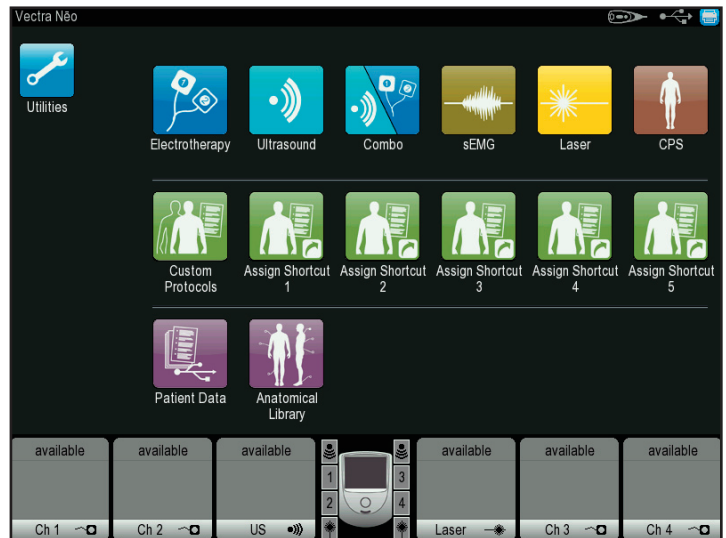 Vectra Nēo
Utilities
Electrotherapy
Ultrasound
Combo
sEMG
Laser
CPS
Custom
Protocols
Assign Shortcut
1
Assign Shortcut
2
Assign Shortcut
3
Assign Shortcut
4
Assign Shortcut
5
Patient Data
Anatomical
Library
available
available
available
1
2
3
4
available
available
available
Ch 1
Ch 2
US
Laser
Ch 3
Ch 4